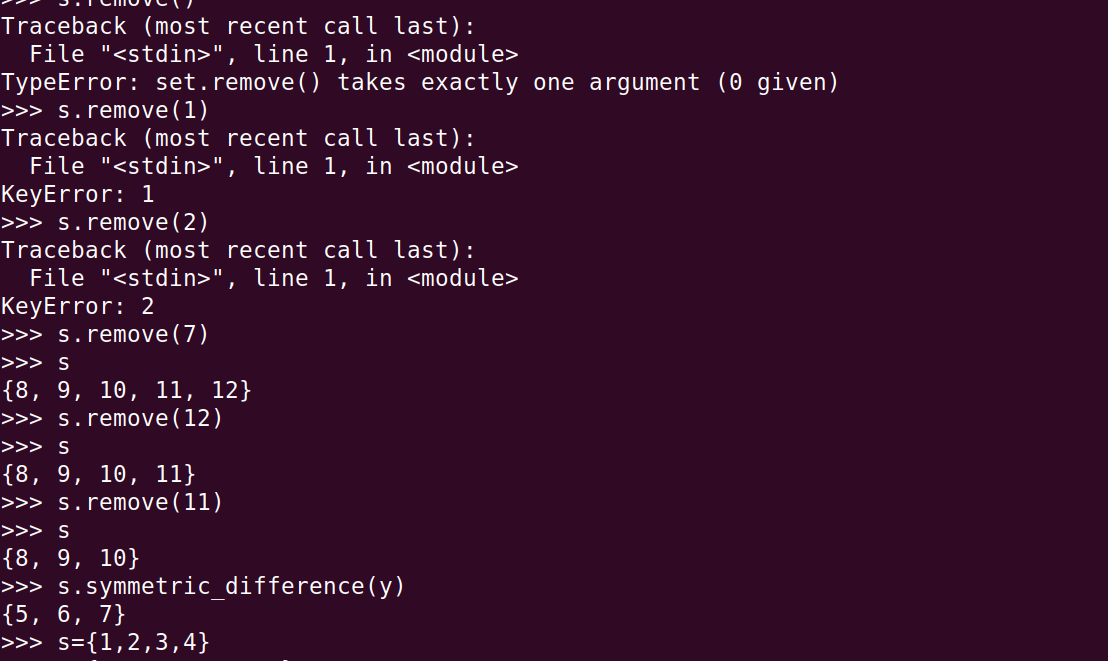 >>> s.remove()
Traceback (most recent call last):
  File "<stdin>", line 1, in <module>
TypeError: set.remove() takes exactly one argument (0 given)
>>> s.remove(1)
Traceback (most recent call last):
  File "<stdin>", line 1, in <module>
KeyError: 1
>>> s.remove(2)
Traceback (most recent call last):
  File "<stdin>", line 1, in <module>
KeyError: 2
>>> s.remove(7)
>>> s
{8, 9, 10, 11, 12}
>>> s.remove(12)
>>> s
{8, 9, 10, 11}
>>> s.remove(11)
>>> s
{8, 9, 10}
>>> s.symmetric_difference(y)
{5, 6, 7}
>>> s={1,2,3,4}